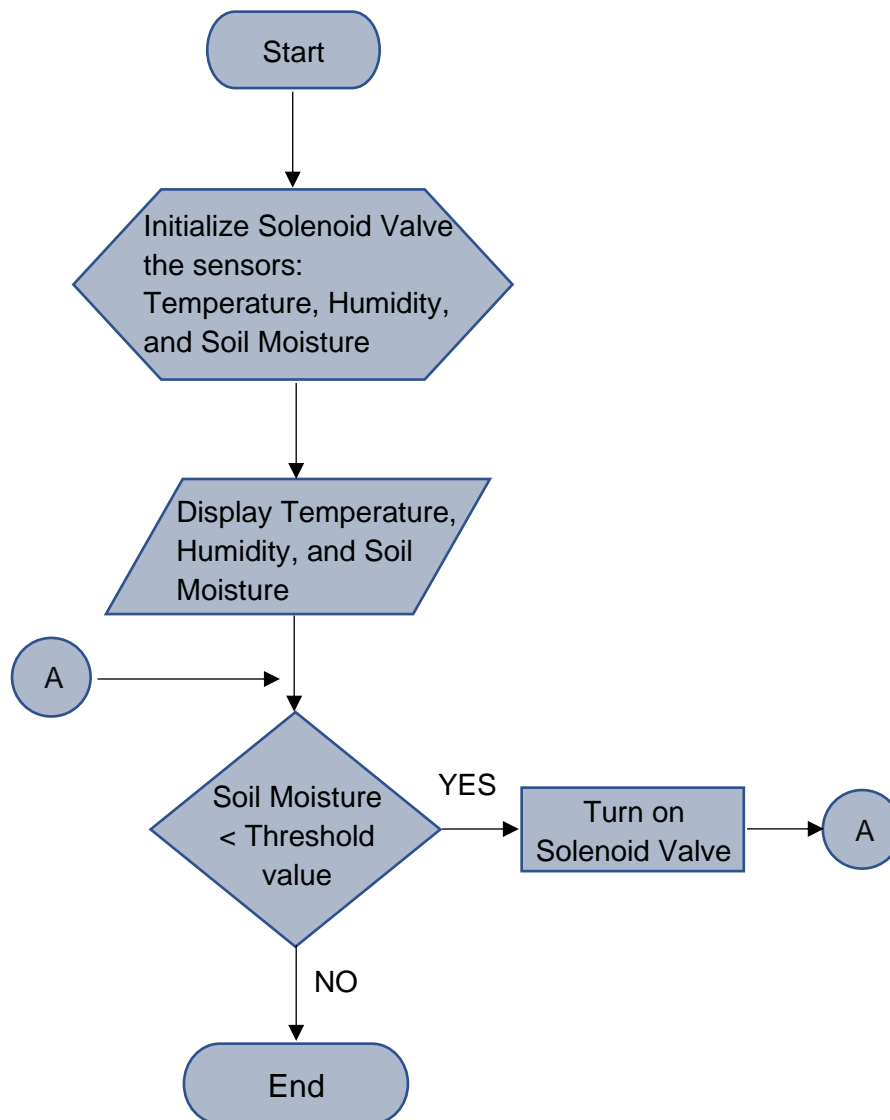 Start
Initialize Solenoid Valve
the sensors:
Temperature, Humidity,
and Soil Moisture
Display Temperature,
Humidity, and Soil
Moisture
A
Soil Moisture
< Threshold
value
YES
Turn on
Solenoid Valve
A
NO
End